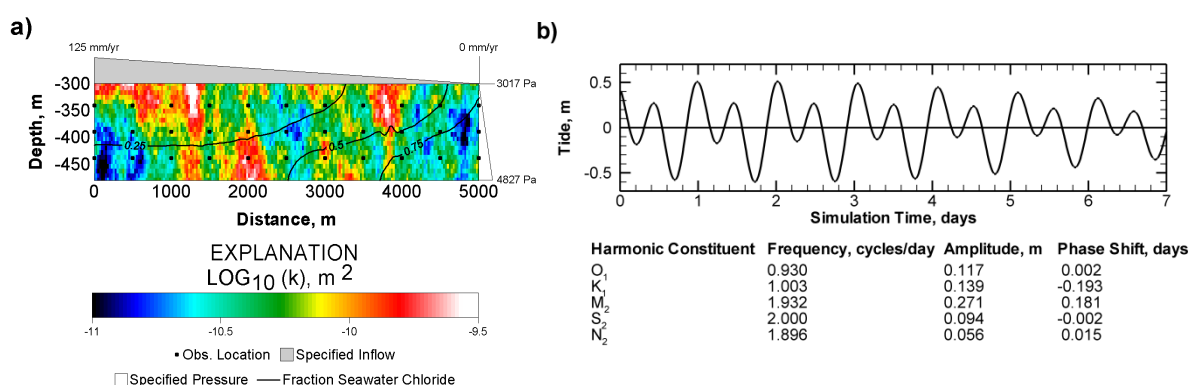 a)
125 mm/yr
0 mm/yr
-300
-350
-400
-450
Depth, m
3017 Pa
4827 Pa
0.25
0.5
0.75
0 1000 2000 3000 4000 5000
Distance, m
EXPLANATION
LOG10 (k), m 2
-11 -10.5 -10 -9.5
Obs. Location Specified Inflow
Specified Pressure Fraction Seawater Chloride
b)
0.5
0
-0.5
Tide, m
0 1 2 3 4 5 6 7
Simulation Time, days
Harmonic Constituent Frequency, cycles/day Amplitude, m Phase Shift, days
O1 0.930 0.117 0.002
K1 1.003 0.139 -0.193
M2 1.932 0.271 0.181
S2 2.000 0.094 -0.002
N2 1.896 0.056 0.015